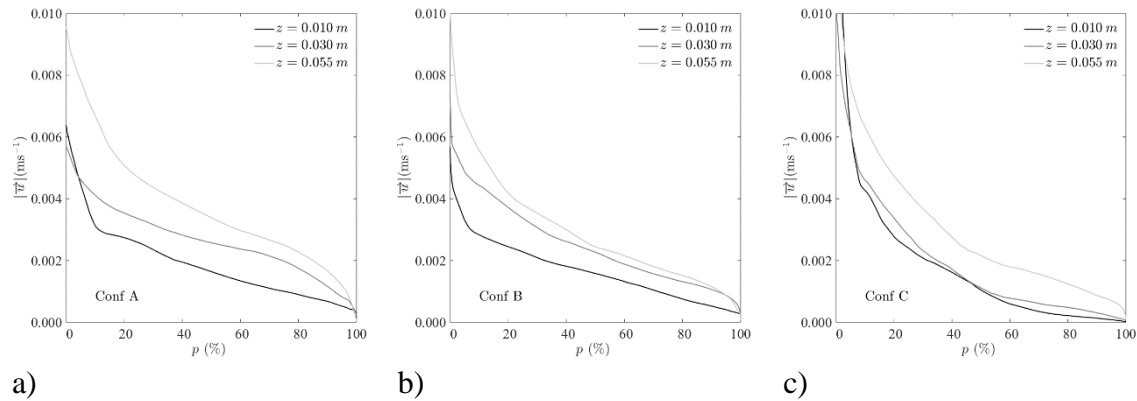 0.010
0.008
0.006
0.004
0.002
0.000
|u⃗|(ms⁻¹)
z = 0.010 m
z = 0.030 m
z = 0.055 m
Conf A
0 20 40 60 80 100
p (%)
a)
0.010
0.008
0.006
0.004
0.002
0.000
|u⃗|(ms⁻¹)
z = 0.010 m
z = 0.030 m
z = 0.055 m
Conf B
0 20 40 60 80 100
p (%)
b)
0.010
0.008
0.006
0.004
0.002
0.000
|u⃗|(ms⁻¹)
z = 0.010 m
z = 0.030 m
z = 0.055 m
Conf C
0 20 40 60 80 100
p (%)
c)